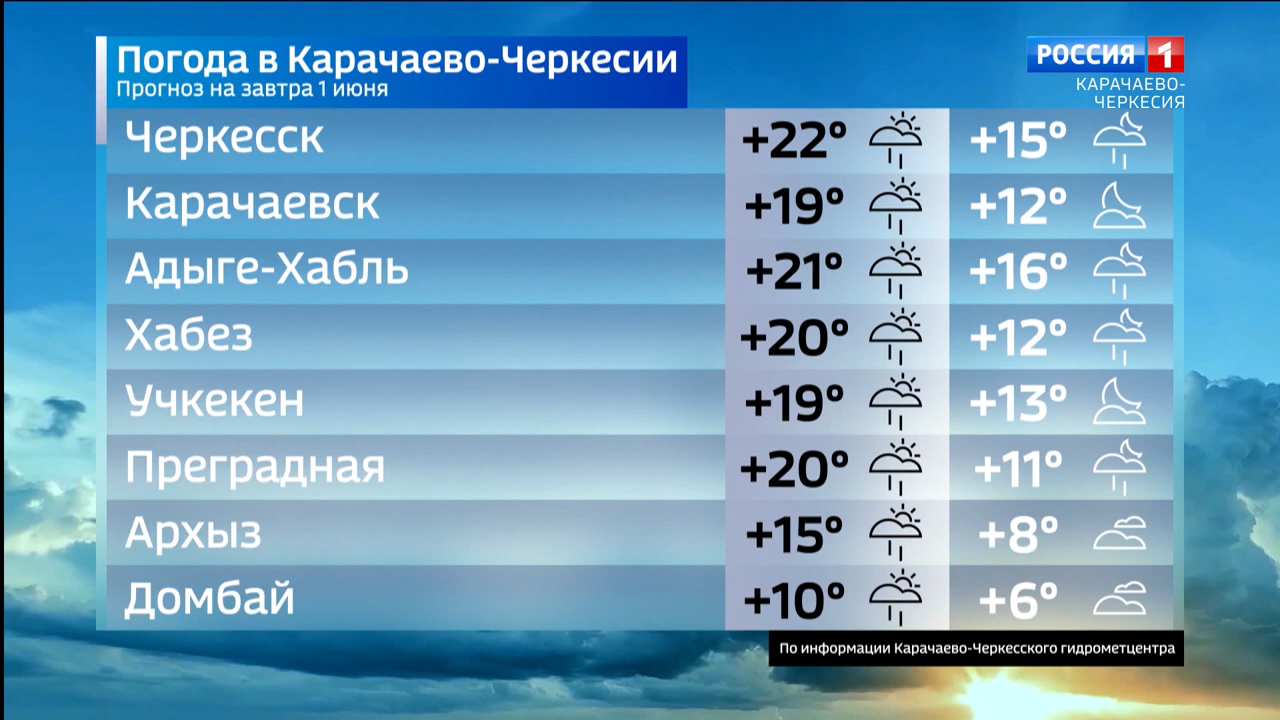 Погода в Карачаево-Черкесии
Прогноз на завтра 1 июня
РОССИЯ 1
КАРАЧАЕВО-
ЧЕРКЕСИЯ
Черкесск +22° +15°
Карачаевск +19° +12°
Адыге-Хабль +21° +16°
Хабез +20° +12°
Учкекен +19° +13°
Преградная +20° +11°
Архыз +15° +8°
Домбай +10° +6°
По информации Карачаево-Черкесского гидрометцентра